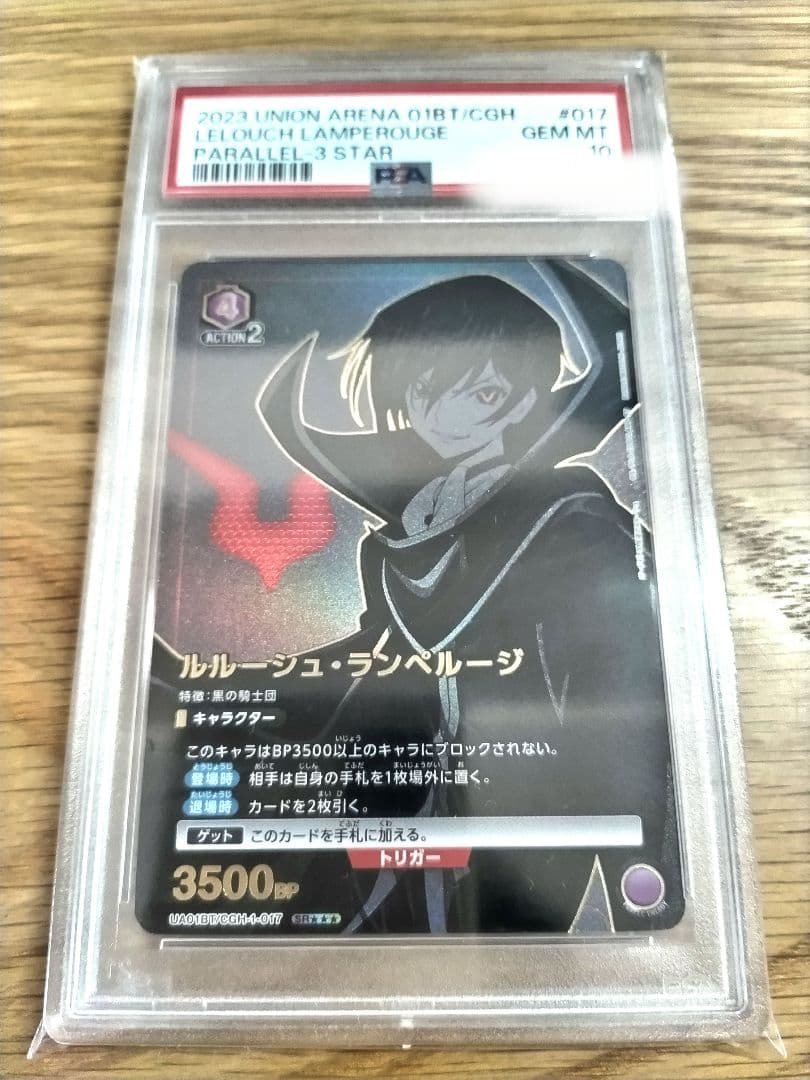 2023 UNION ARENA 01BT/CGH #017
LELOUCH LAMPEROUGE GEM MT
PARALLEL-3 STAR 10
PSA
4
ACTION 2
ルルーシュ・ランペルージ
特徴:黒の騎士団
キャラクター
このキャラはBP3500以上のキャラにブロックされない。
登場時 相手は自身の手札を1枚場外に置く。
退場時 カードを2枚引く。
ゲット このカードを手札に加える。
トリガー
3500BP
UA01BT/CGH-1-017 SR★★★